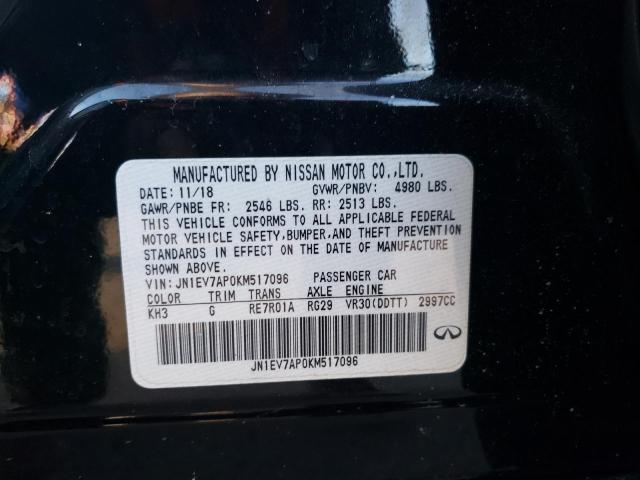 MANUFACTURED BY NISSAN MOTOR CO.,LTD.
DATE: 11/18 GVWR/PNBV: 4980 LBS.
GAWR/PNBE FR: 2546 LBS. RR: 2513 LBS.
THIS VEHICLE CONFORMS TO ALL APPLICABLE FEDERAL
MOTOR VEHICLE SAFETY,BUMPER,AND THEFT PREVENTION
STANDARDS IN EFFECT ON THE DATE OF MANUFACTURE
SHOWN ABOVE.
VIN: JN1EV7AP0KM517096 PASSENGER CAR
COLOR TRIM TRANS AXLE ENGINE
KH3 G RE7R01A RG29 VR30(DDTT) 2997CC
JN1EV7AP0KM517096